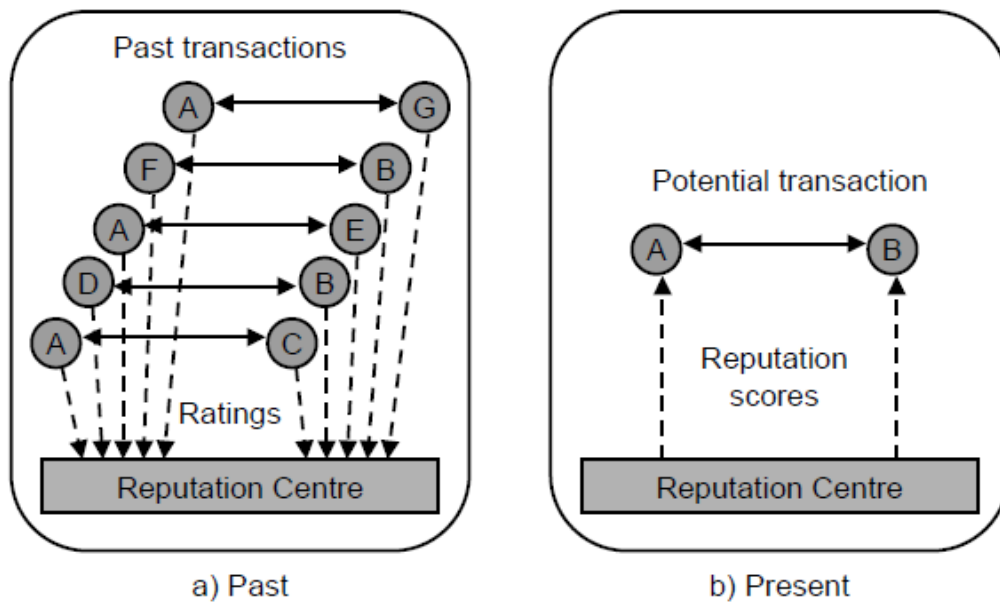 Past transactions
A
G
F
B
A
E
D
B
A
C
Ratings
Reputation Centre
a) Past
Potential transaction
A
B
Reputation
scores
Reputation Centre
b) Present